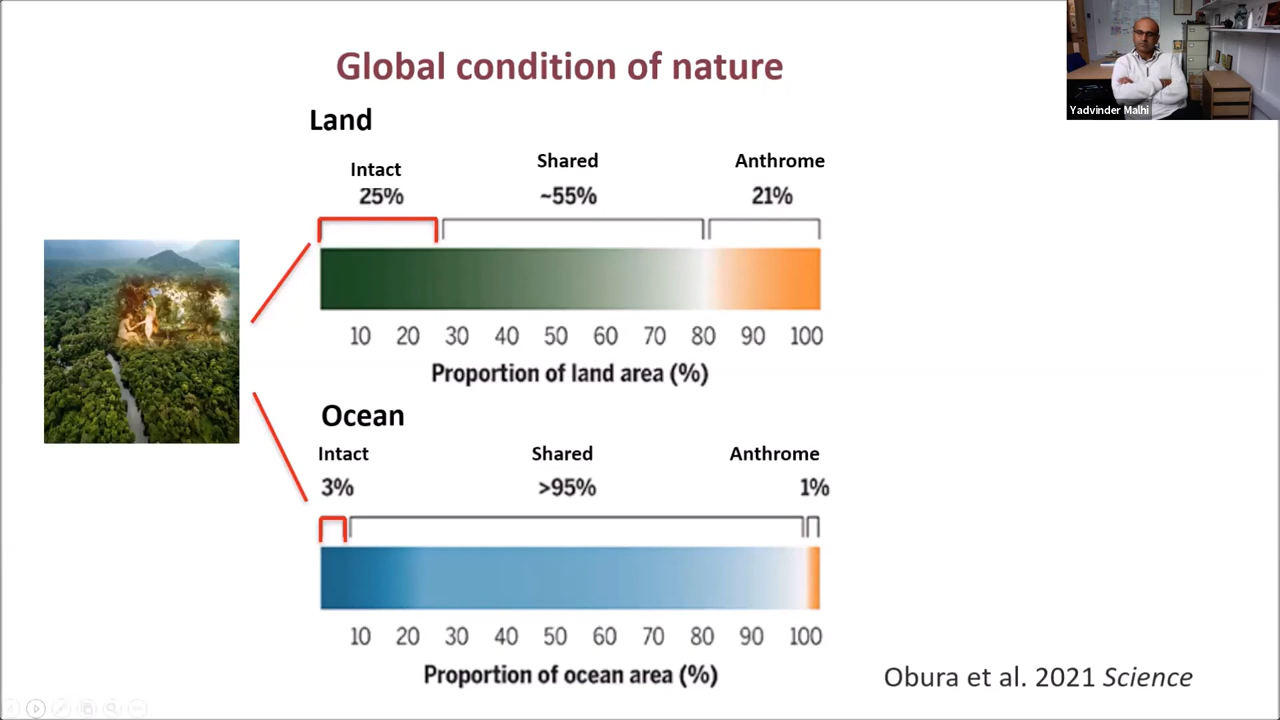 Global condition of nature
Yadvinder Malhi
Land
Intact Shared Anthrome
25% ~55% 21%
10 20 30 40 50 60 70 80 90 100
Proportion of land area (%)
Ocean
Intact Shared Anthrome
3% >95% 1%
10 20 30 40 50 60 70 80 90 100
Proportion of ocean area (%)
Obura et al. 2021 Science